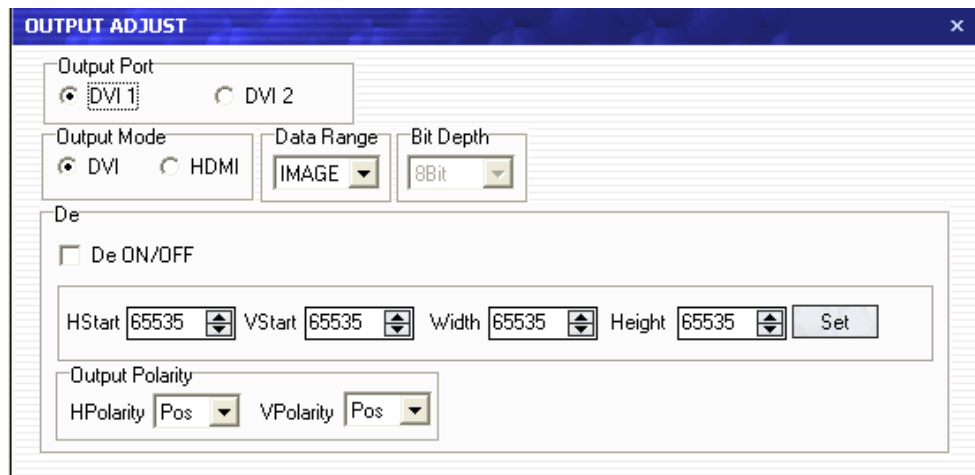 OUTPUT ADJUST x
Output Port
DVI 1 DVI 2
Output Mode Data Range Bit Depth
DVI HDMI IMAGE 8Bit
De
De ON/OFF
HStart 65535 VStart 65535 Width 65535 Height 65535 Set
Output Polarity
HPolarity Pos VPolarity Pos